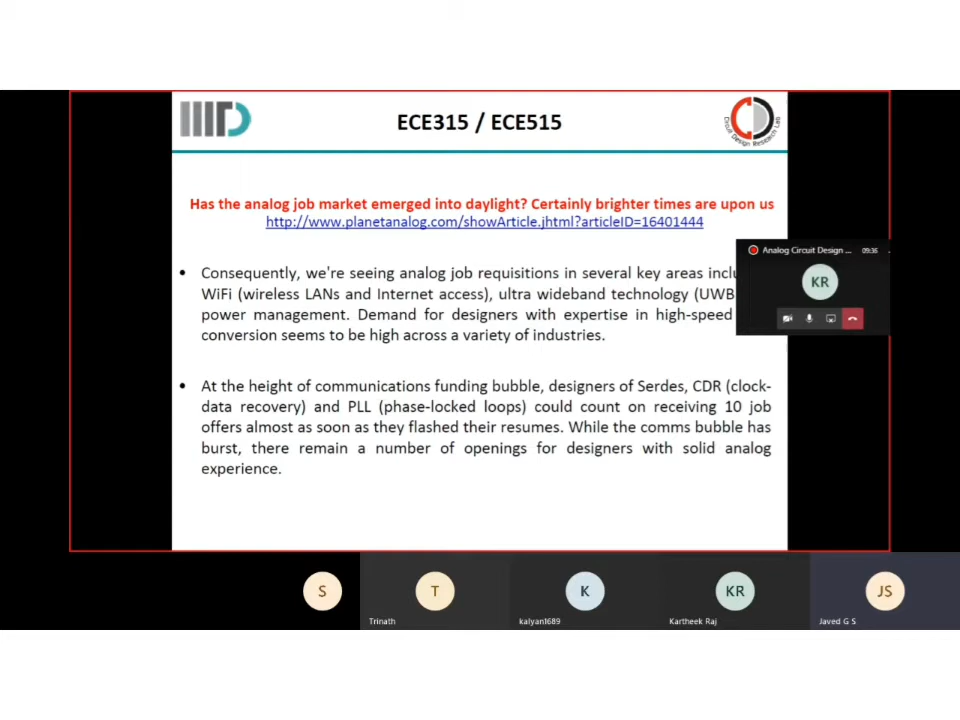 IIITD
ECE315 / ECE515
Circuit Design Research Lab
Has the analog job market emerged into daylight? Certainly brighter times are upon us
http://www.planetanalog.com/showArticle.jhtml?articleID=16401444
• Consequently, we're seeing analog job requisitions in several key areas inclu
WiFi (wireless LANs and Internet access), ultra wideband technology (UWB
power management. Demand for designers with expertise in high-speed
conversion seems to be high across a variety of industries.
• At the height of communications funding bubble, designers of Serdes, CDR (clock-
data recovery) and PLL (phase-locked loops) could count on receiving 10 job
offers almost as soon as they flashed their resumes. While the comms bubble has
burst, there remain a number of openings for designers with solid analog
experience.
Analog Circuit Design ... 09:36
KR
S
T
K
KR
JS
Trinath
kalyan1689
Kartheek Raj
Javed G S